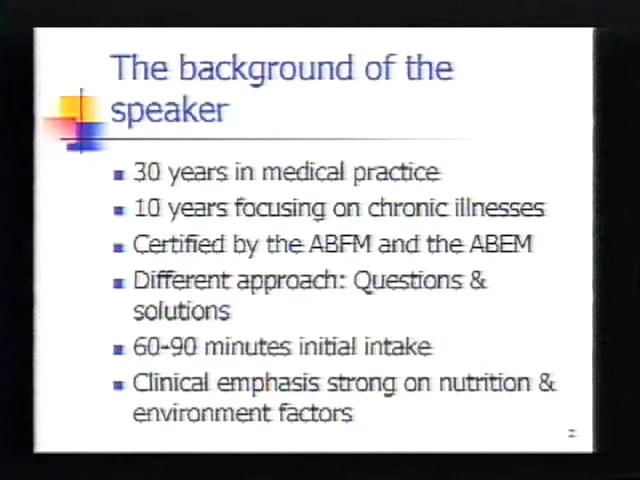 The background of the
speaker
30 years in medical practice
10 years focusing on chronic illnesses
Certified by the ABFM and the ABEM
Different approach: Questions &
solutions
60-90 minutes initial intake
Clinical emphasis strong on nutrition &
environment factors